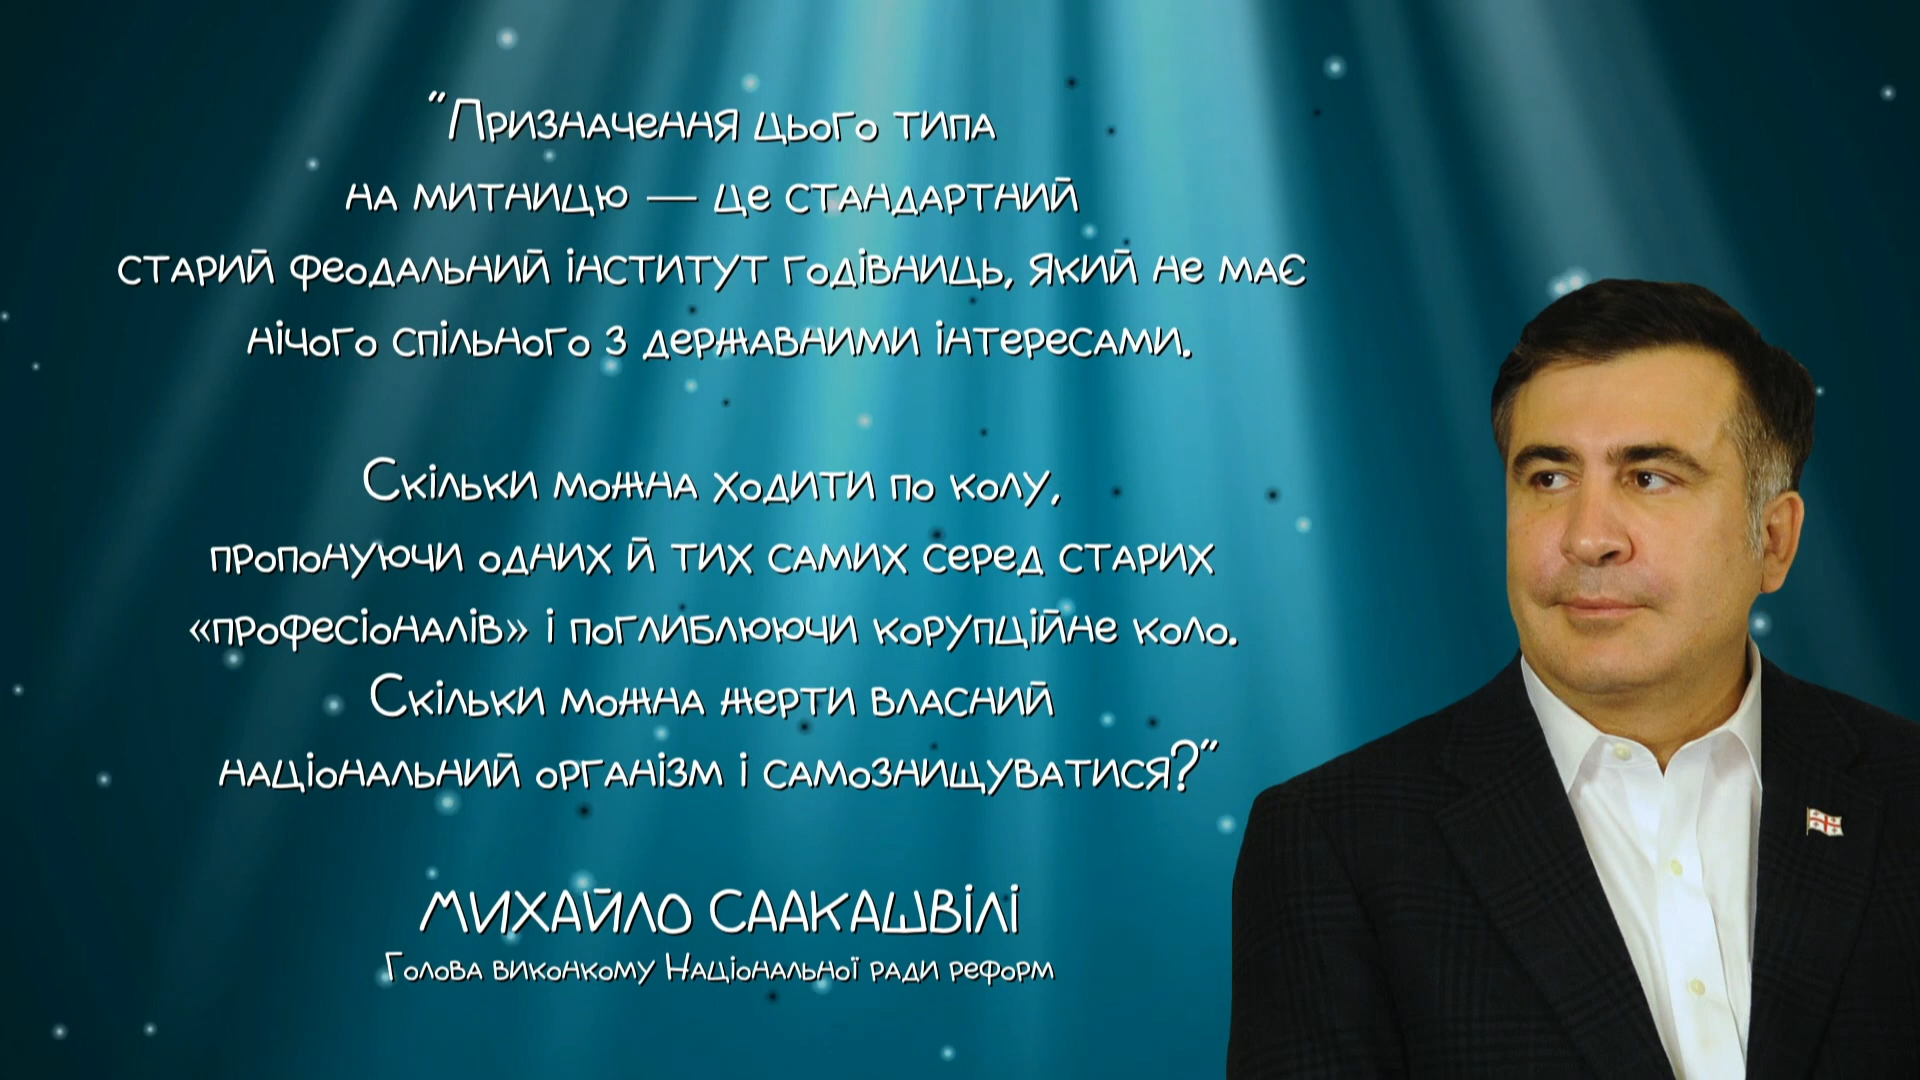 "Призначення цього типа
на митницю — це стандартний
старий феодальний інститут годівниць, який не має
нічого спільного з державними інтересами.
Скільки можна ходити по колу,
пропонуючи одних й тих самих серед старих
«професіоналів» і поглиблюючи корупційне коло.
Скільки можна жерти власний
національний організм і самознищуватися?"
МИХАЙЛО СААКАШВІЛІ
Голова виконкому Національної ради реформ